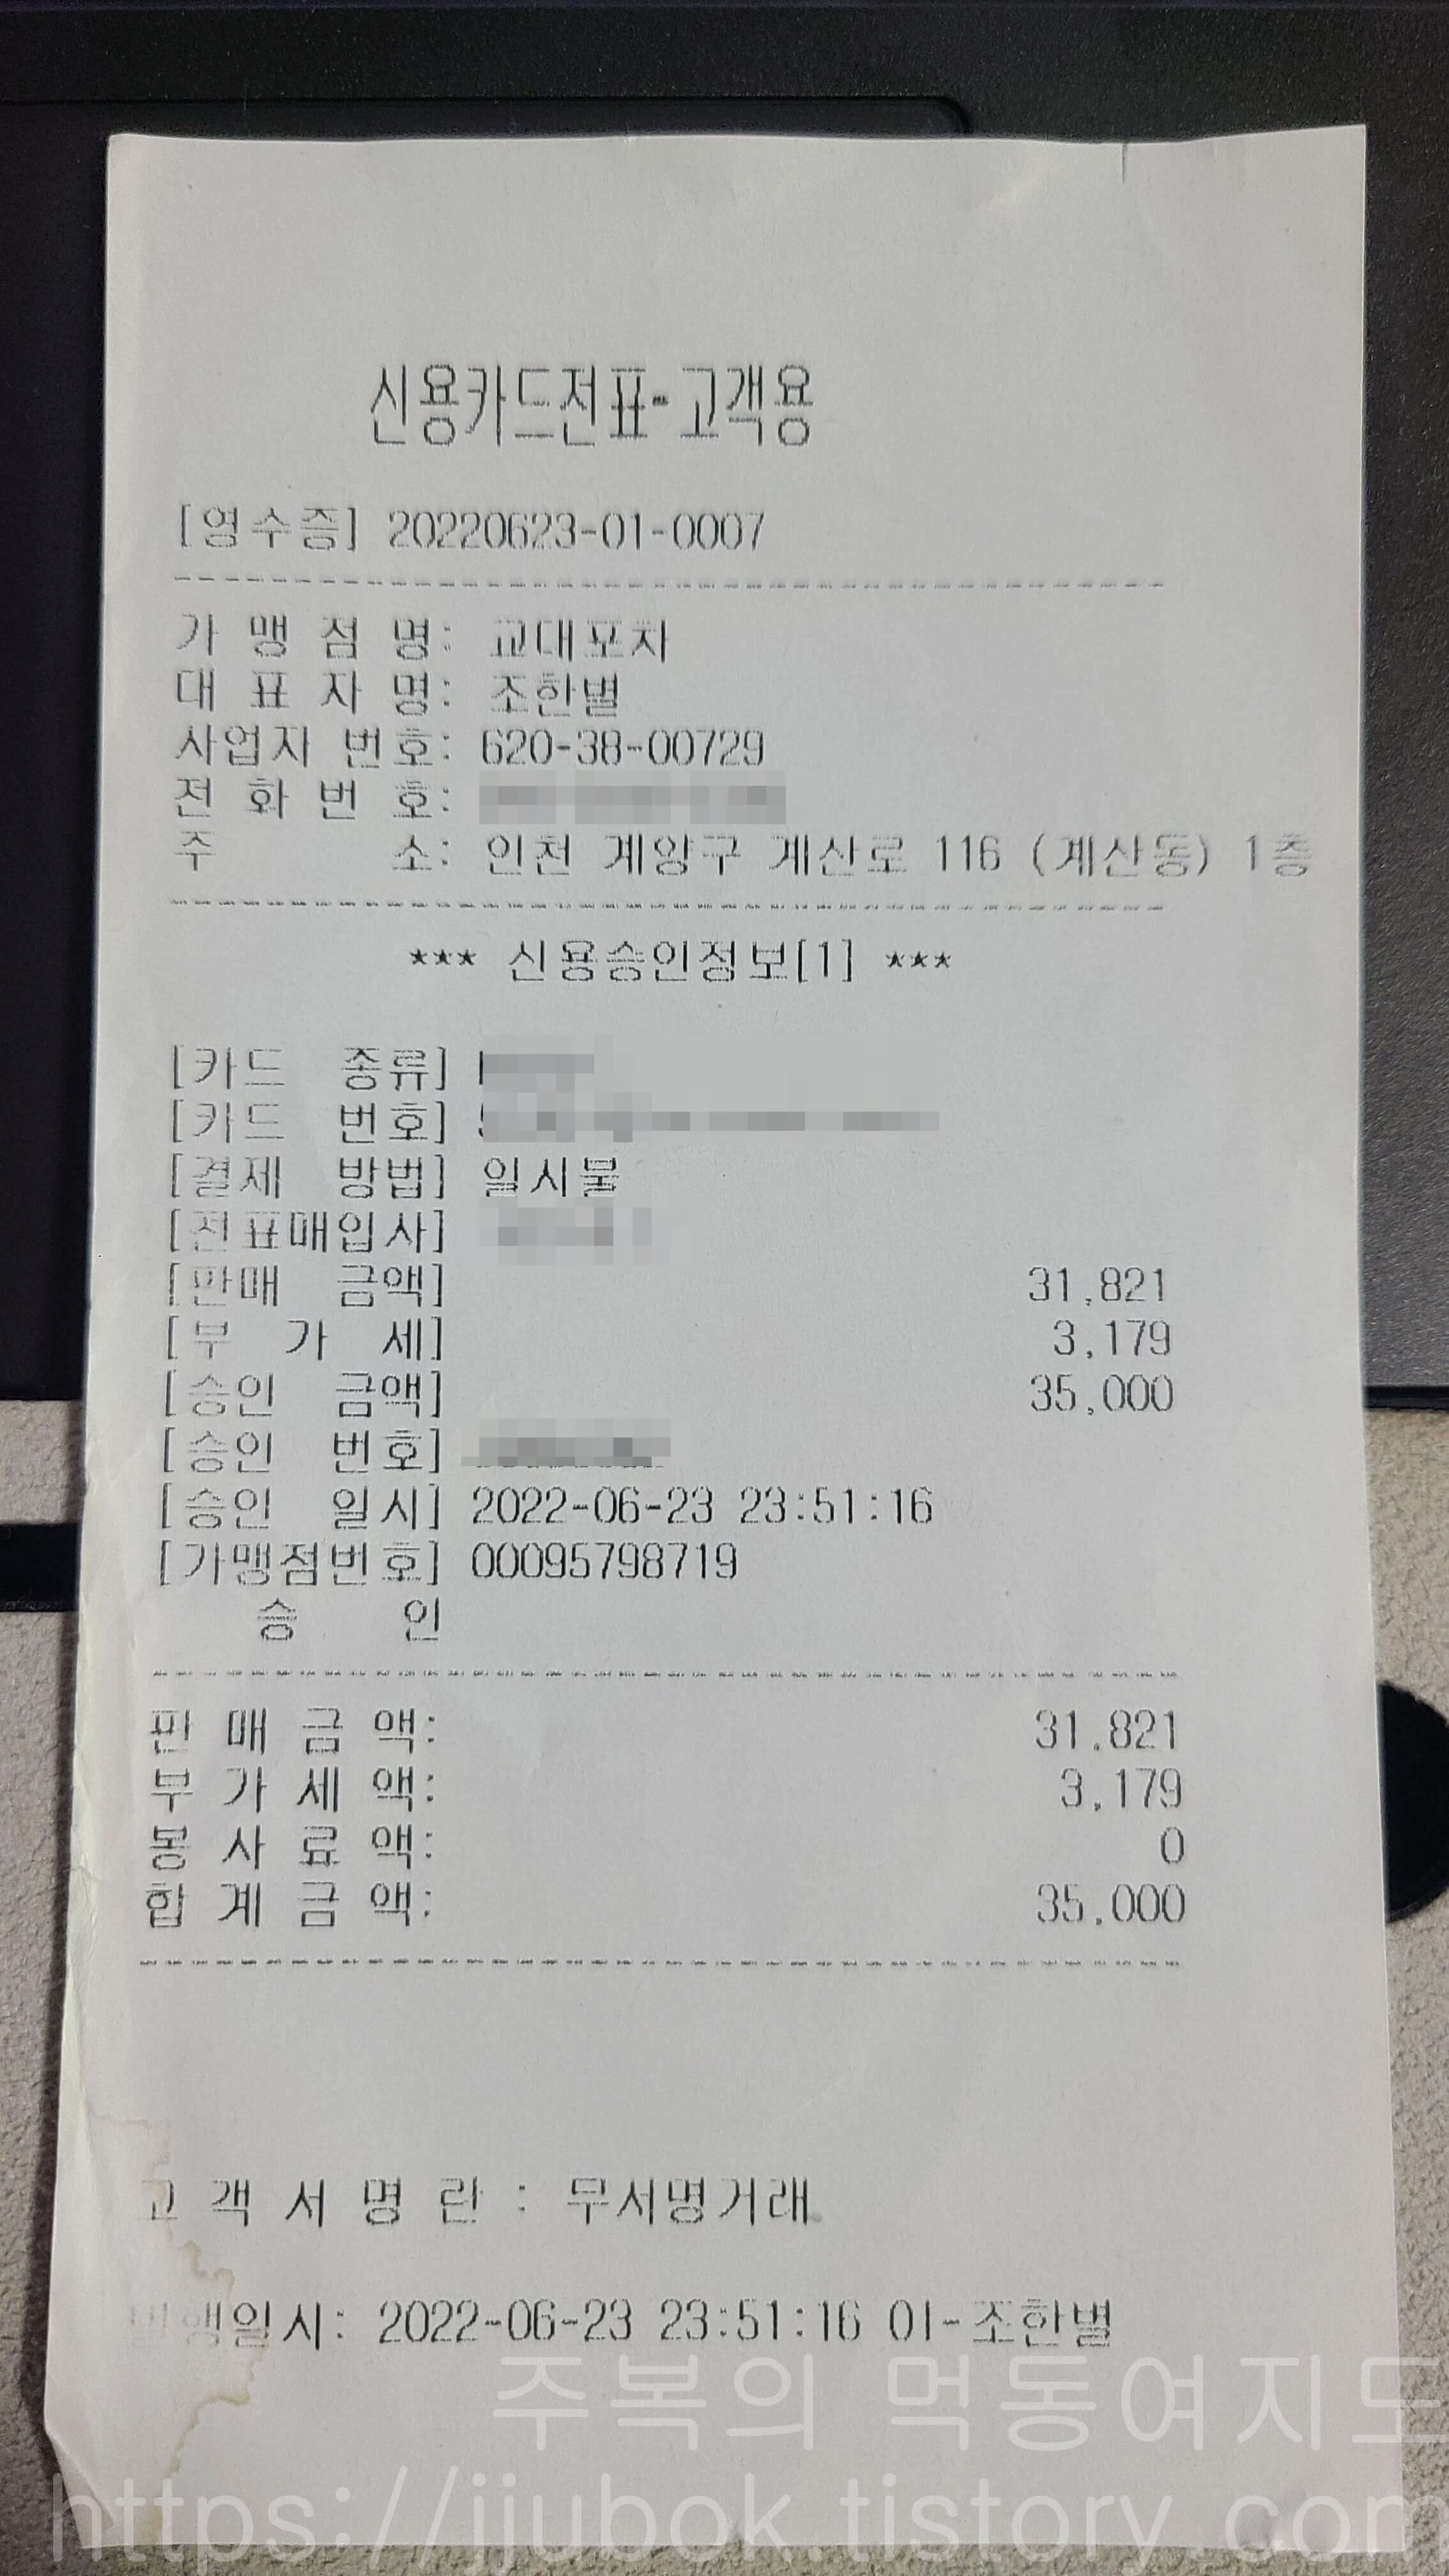 신용카드전표-고객용
[영수증] 20220623-01-0007
가 맹 점 명: 교대포차
대 표 자 명: 조한별
사업자 번호: 620-38-00729
전 화 번 호:
주 소: 인천 계양구 계산로 116 (계산동) 1층
*** 신용승인정보[1] ***
[카드 종류]
[카드 번호]
[결제 방법] 일시불
[전표매입사]
[판매 금액] 31,821
[부 가 세] 3,179
[승인 금액] 35,000
[승인 번호]
[승인 일시] 2022-06-23 23:51:16
[가맹점번호] 00095798719
승 인
판 매 금 액: 31,821
부 가 세 액: 3,179
봉 사 료 액: 0
합 계 금 액: 35,000
고 객 서 명 란 : 무서명거래
발행일시: 2022-06-23 23:51:16 01-조한별
주복의 먹동여지도
https://jjubok.tistory.com